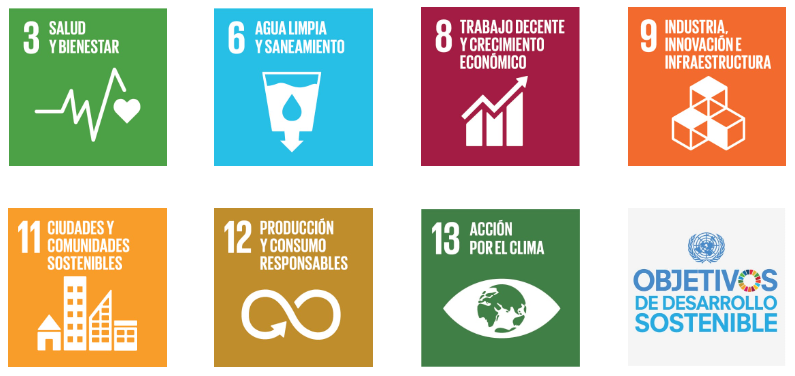 3 SALUD
Y BIENESTAR
6 AGUA LIMPIA
Y SANEAMIENTO
8 TRABAJO DECENTE
Y CRECIMIENTO
ECONÓMICO
9 INDUSTRIA,
INNOVACIÓN E
INFRAESTRUCTURA
11 CIUDADES Y
COMUNIDADES
SOSTENIBLES
12 PRODUCCIÓN
Y CONSUMO
RESPONSABLES
13 ACCIÓN
POR EL CLIMA
OBJETIVOS
DE DESARROLLO
SOSTENIBLE